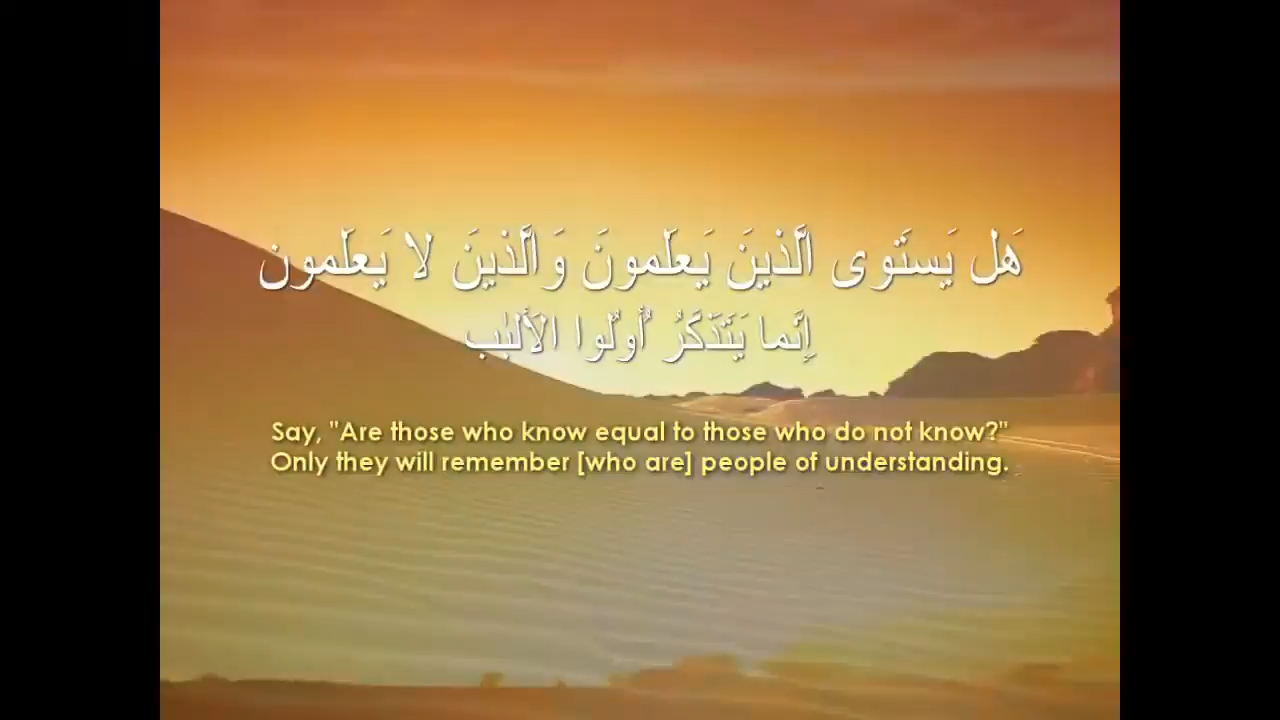 هَل يَستَوِى الَّذينَ يَعلَمونَ وَالَّذينَ لا يَعلَمون
إِنَّما يَتَذَكَّرُ أُولُوا الأَلبٰب
Say, "Are those who know equal to those who do not know?"
Only they will remember [who are] people of understanding.